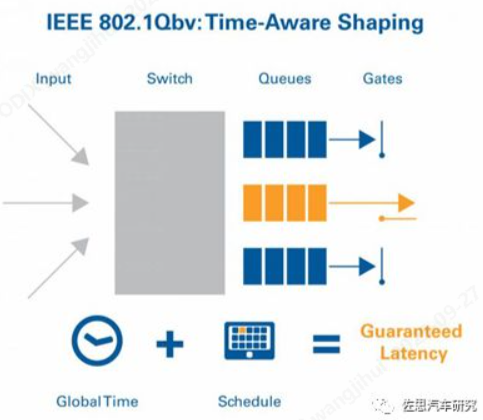 IEEE 802.1Qbv: Time-Aware Shaping
Input Switch Queues Gates
Guaranteed
Latency
Global Time Schedule
佐思汽车研究